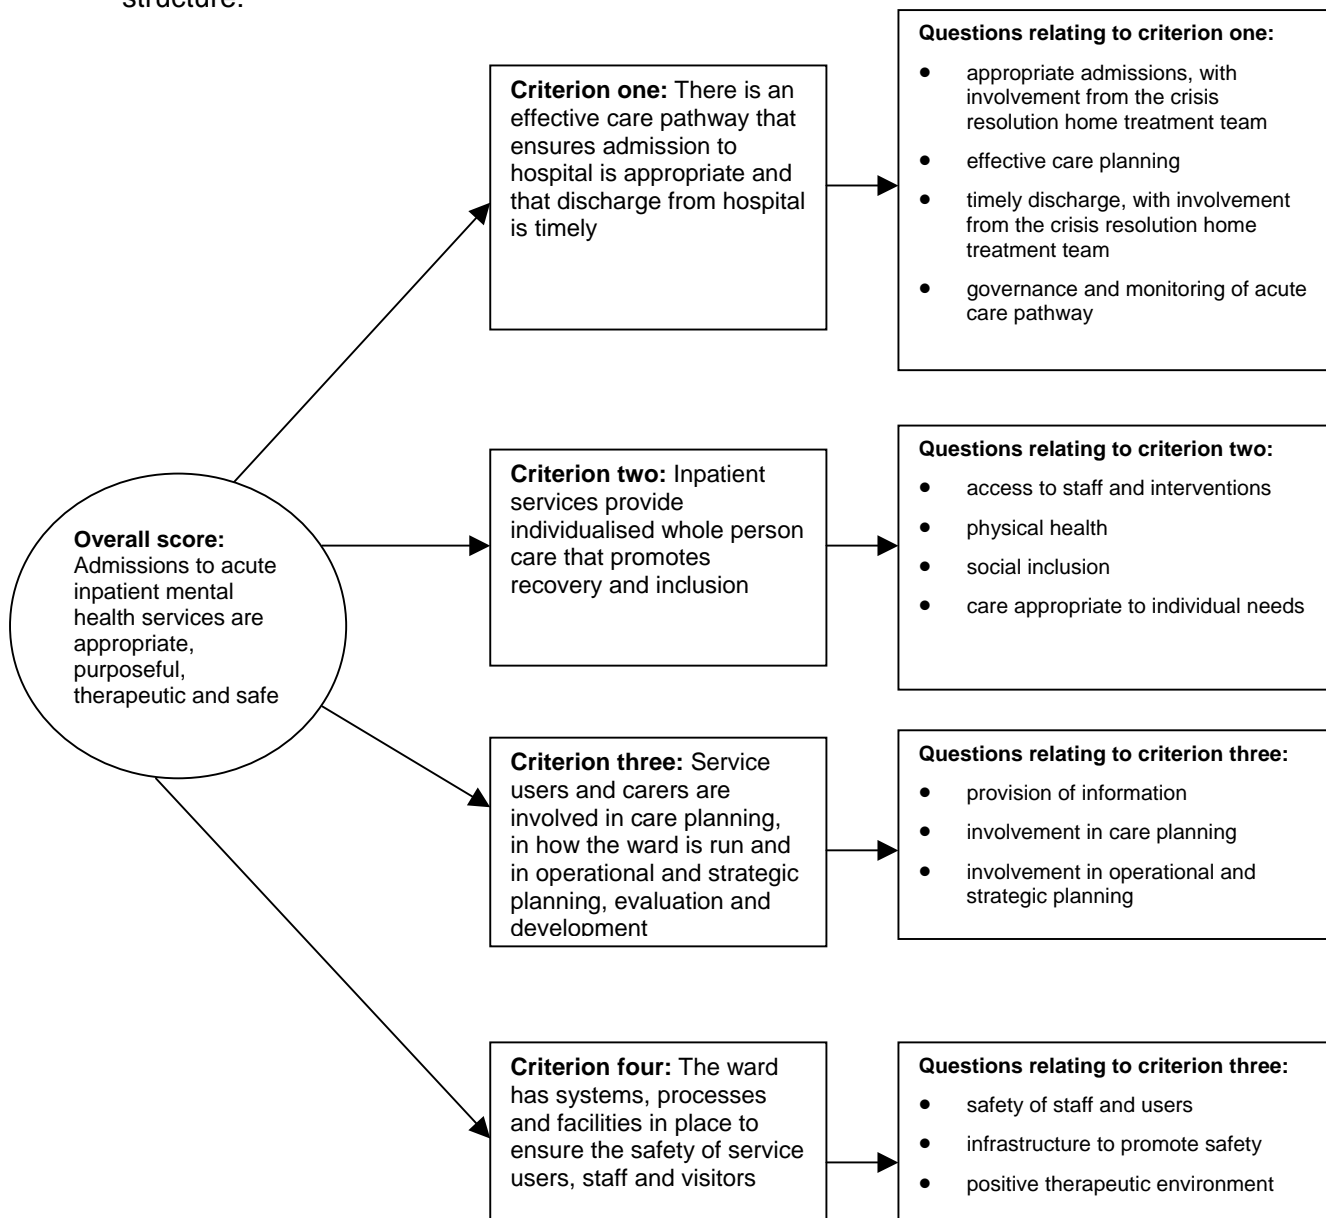 structure:
Overall score:
Admissions to acute
inpatient mental
health services are
appropriate,
purposeful,
therapeutic and safe
Criterion one: There is an
effective care pathway that
ensures admission to
hospital is appropriate and
that discharge from hospital
is timely
Questions relating to criterion one:
● appropriate admissions, with
involvement from the crisis
resolution home treatment team
● effective care planning
● timely discharge, with involvement
from the crisis resolution home
treatment team
● governance and monitoring of acute
care pathway
Criterion two: Inpatient
services provide
individualised whole person
care that promotes
recovery and inclusion
Questions relating to criterion two:
● access to staff and interventions
● physical health
● social inclusion
● care appropriate to individual needs
Criterion three: Service
users and carers are
involved in care planning,
in how the ward is run and
in operational and strategic
planning, evaluation and
development
Questions relating to criterion three:
● provision of information
● involvement in care planning
● involvement in operational and
strategic planning
Criterion four: The ward
has systems, processes
and facilities in place to
ensure the safety of service
users, staff and visitors
Questions relating to criterion three:
● safety of staff and users
● infrastructure to promote safety
● positive therapeutic environment